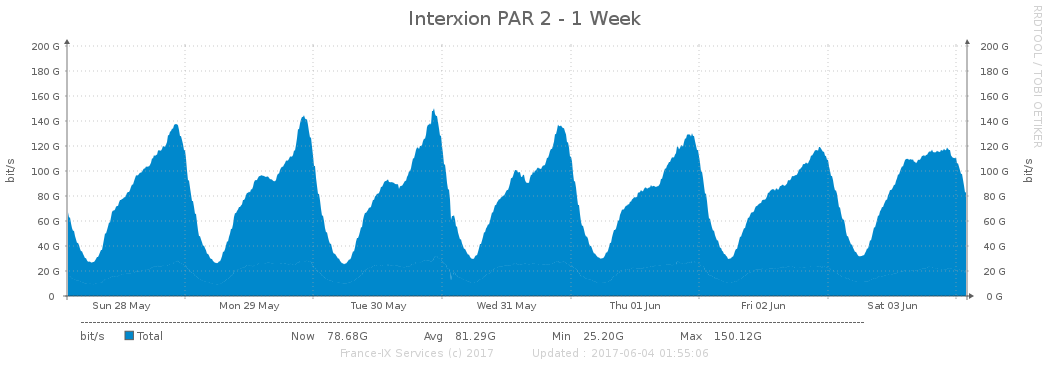 Interxion PAR 2 - 1 Week
RRDTOOL / TOBI OETIKER
bit/s
200 G
180 G
160 G
140 G
120 G
100 G
80 G
60 G
40 G
20 G
0
200 G
180 G
160 G
140 G
120 G
100 G
80 G
60 G
40 G
20 G
0 G
bit/s
Sun 28 May Mon 29 May Tue 30 May Wed 31 May Thu 01 Jun Fri 02 Jun Sat 03 Jun
bit/s Total Now 78.68G Avg 81.29G Min 25.20G Max 150.12G
France-IX Services (c) 2017 Updated : 2017-06-04 01:55:06